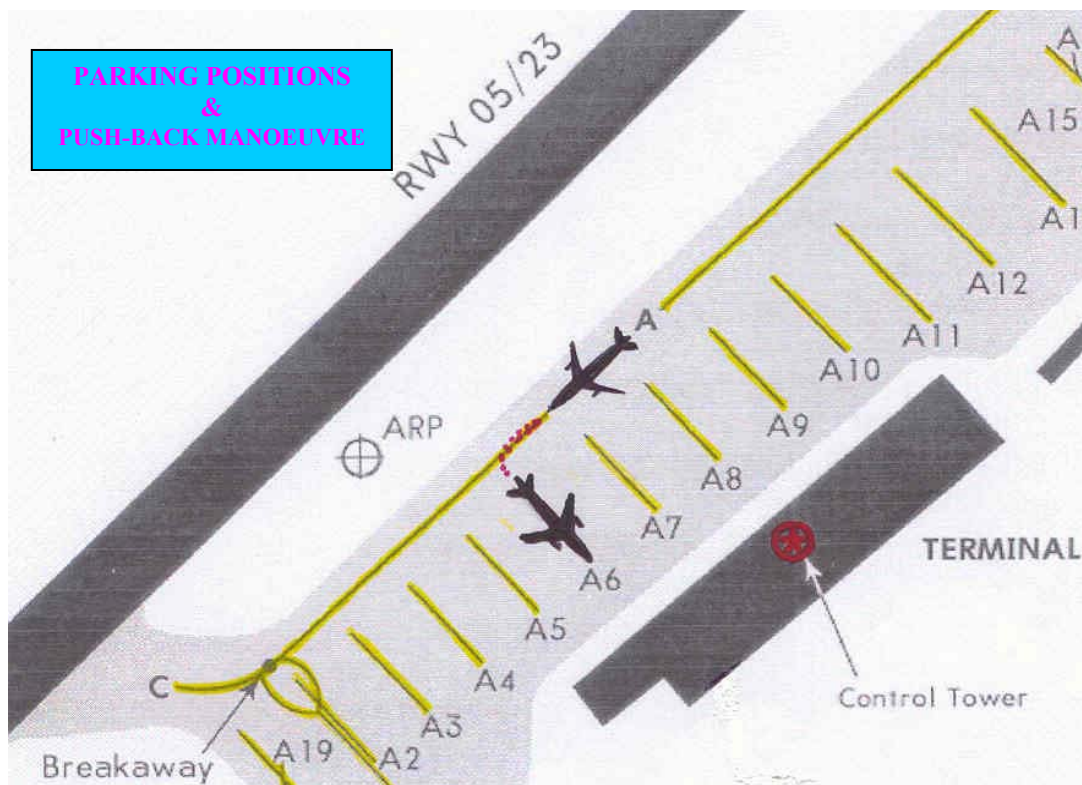 PARKING POSITIONS
&
PUSH-BACK MANOEUVRE
RWY 05/23
A
A15
A1
A12
A11
A
A10
A9
ARP
A8
A7
TERMINAL
A6
A5
C
A4
Control Tower
A3
A19
A2
Breakaway